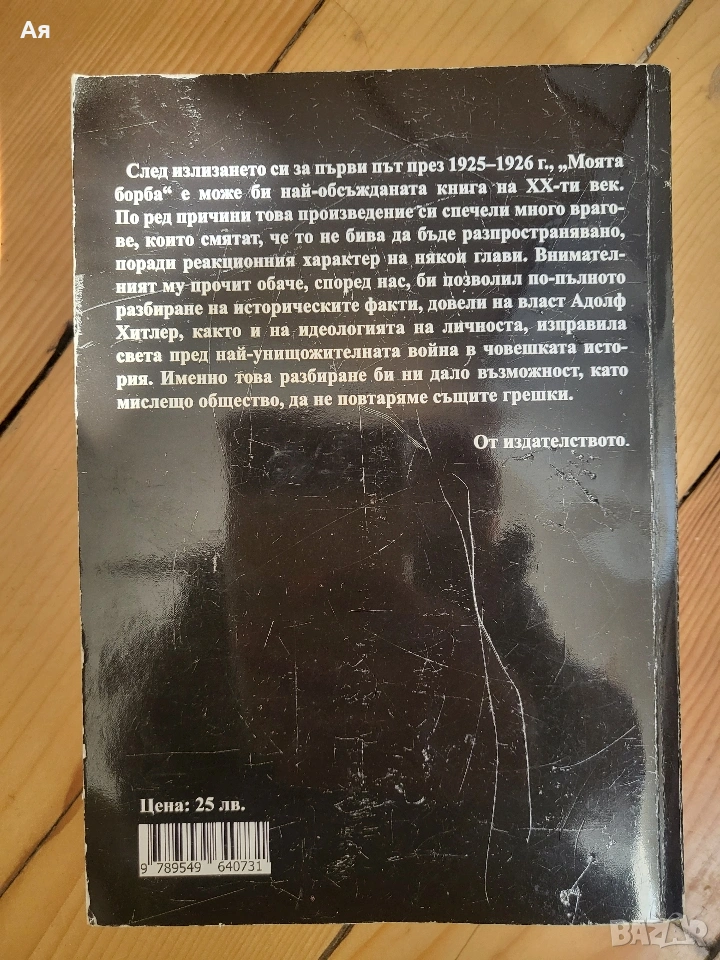 Ая
След излизането си за първи път през 1925–1926 г., „Моята
борба“ е може би най-обсъжданата книга на XX-ти век.
По ред причини това произведение си спечели много враго-
ве, които смятат, че то не бива да бъде разпространявано,
поради реакционния характер на някои глави. Внимател-
ният му прочит обаче, според нас, би позволил по-пълното
разбиране на историческите факти, довели на власт Адолф
Хитлер, както и на идеологията на личноста, изправила
света пред най-унищожителната война в човешката исто-
рия. Именно това разбиране би ни дало възможност, като
мислещо общество, да не повтаряме същите грешки.
От издателството.
Цена: 25 лв.
9 789549 640731
BAZAR